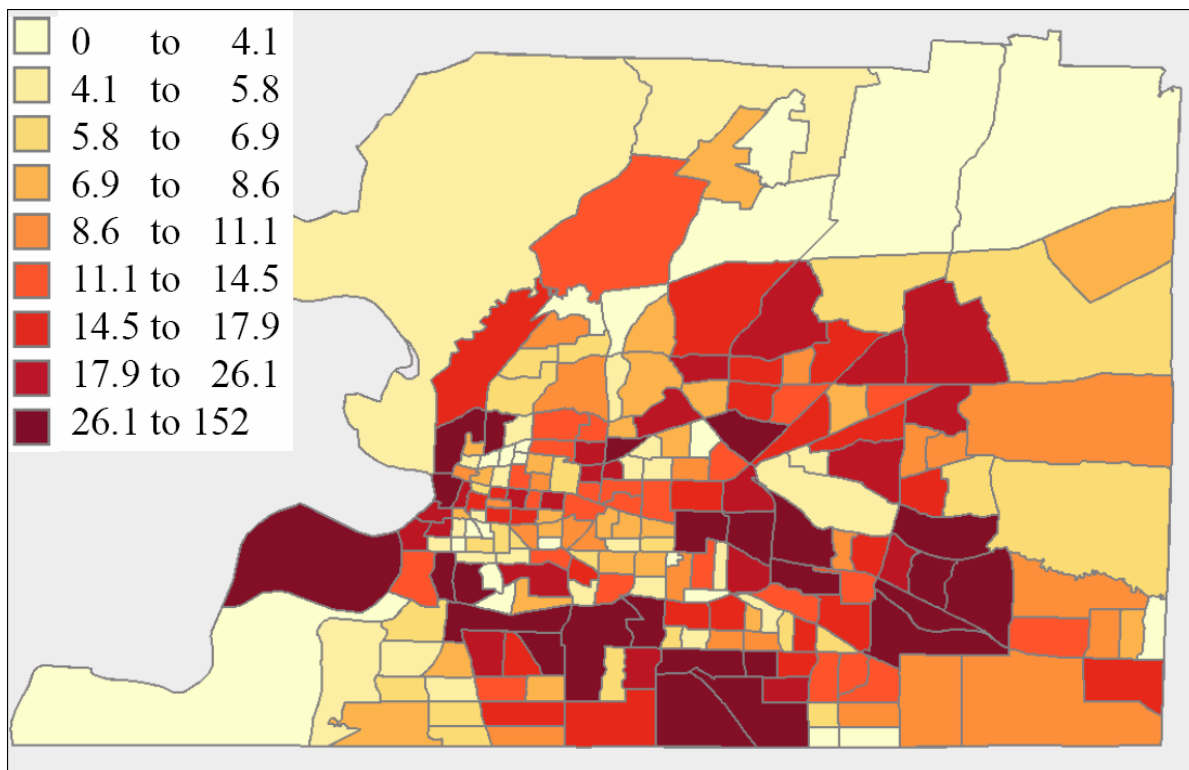 0 to 4.1
4.1 to 5.8
5.8 to 6.9
6.9 to 8.6
8.6 to 11.1
11.1 to 14.5
14.5 to 17.9
17.9 to 26.1
26.1 to 152